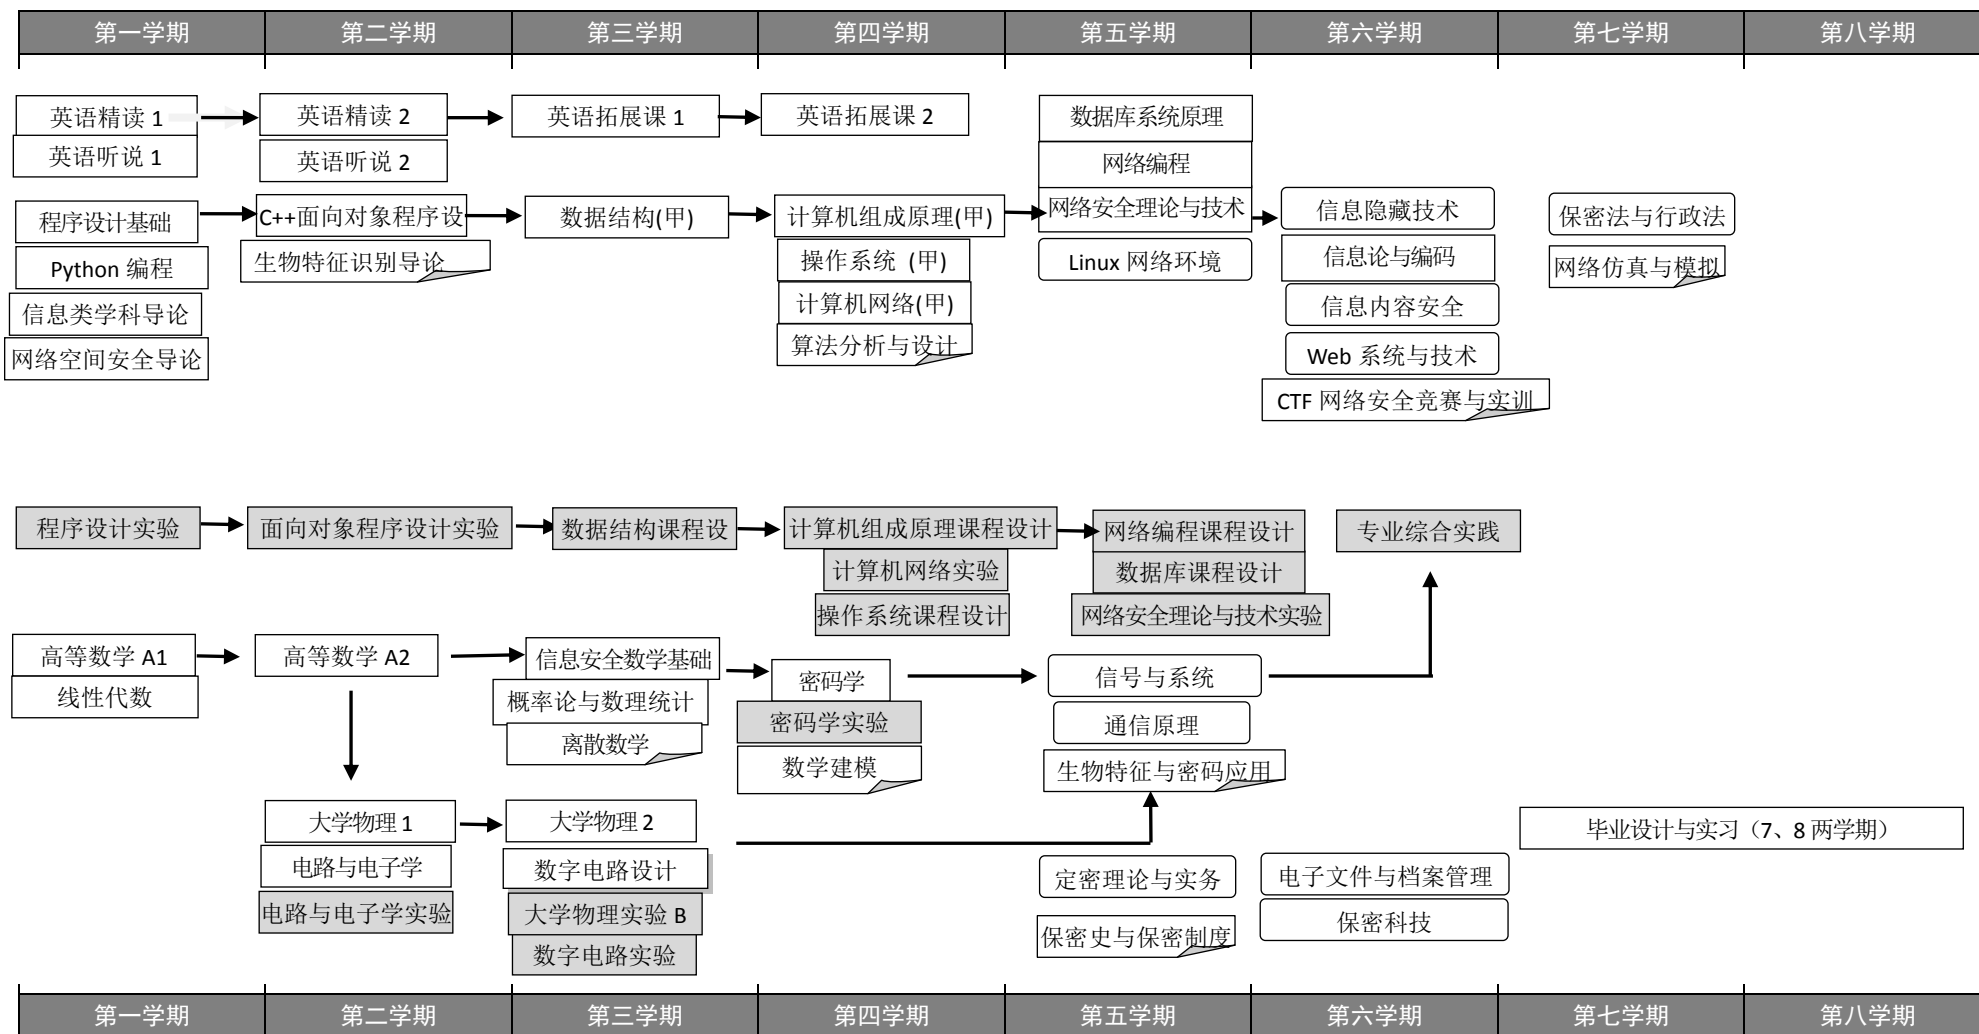 第一学期 第二学期 第三学期 第四学期 第五学期 第六学期 第七学期 第八学期
英语精读 1 英语精读 2 英语拓展课 1 英语拓展课 2 数据库系统原理
英语听说 1 英语听说 2 网络编程
程序设计基础 C++面向对象程序设 数据结构(甲) 计算机组成原理(甲) 网络安全理论与技术 信息隐藏技术 保密法与行政法
Python 编程 生物特征识别导论 操作系统 (甲) Linux 网络环境 信息论与编码 网络仿真与模拟
信息类学科导论 计算机网络(甲) 信息内容安全
网络空间安全导论 算法分析与设计 Web 系统与技术
CTF 网络安全竞赛与实训
程序设计实验 面向对象程序设计实验 数据结构课程设 计算机组成原理课程设计 网络编程课程设计 专业综合实践
计算机网络实验 数据库课程设计
操作系统课程设计 网络安全理论与技术实验
高等数学 A1 高等数学 A2 信息安全数学基础 密码学 信号与系统
线性代数 概率论与数理统计 密码学实验 通信原理
离散数学 数学建模 生物特征与密码应用
大学物理 1 大学物理 2 毕业设计与实习（7、8 两学期）
电路与电子学 数字电路设计 定密理论与实务 电子文件与档案管理
电路与电子学实验 大学物理实验 B 保密史与保密制度 保密科技
数字电路实验
第一学期 第二学期 第三学期 第四学期 第五学期 第六学期 第七学期 第八学期